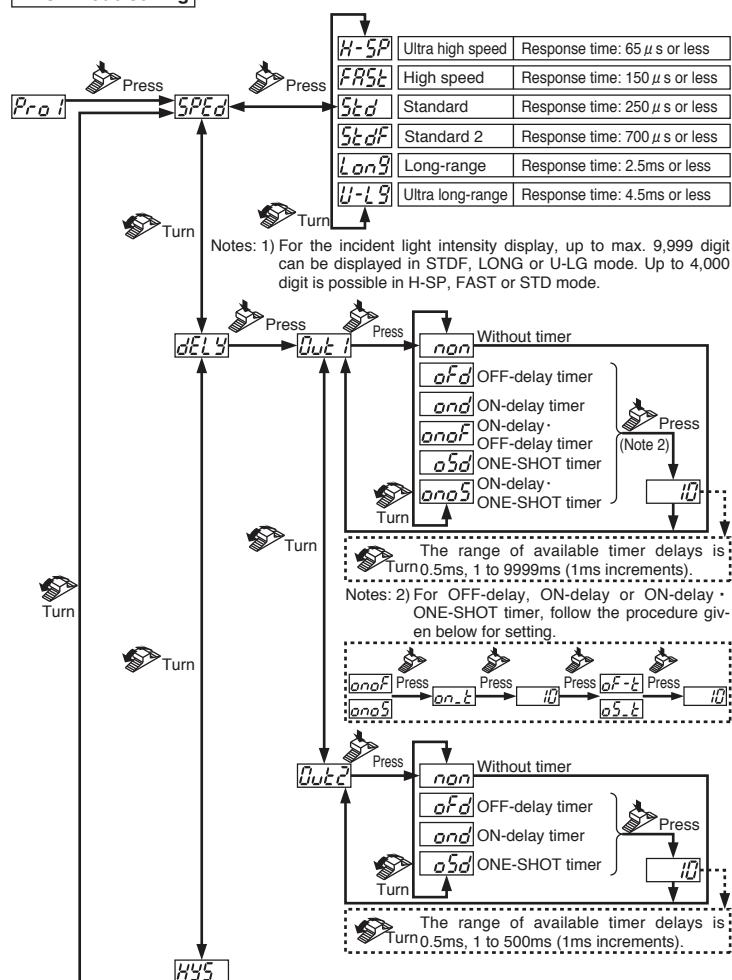 Press
Press
Pro1
SPEd
H-SP Ultra high speed Response time: 65 μ s or less
FASt High speed Response time: 150 μ s or less
Std Standard Response time: 250 μ s or less
StdF Standard 2 Response time: 700 μ s or less
Long Long-range Response time: 2.5ms or less
U-Lg Ultra long-range Response time: 4.5ms or less
Turn
Turn
Notes: 1) For the incident light intensity display, up to max. 9,999 digit
can be displayed in STDF, LONG or U-LG mode. Up to 4,000
digit is possible in H-SP, FAST or STD mode.
Press
Press
dELY
Out1
non Without timer
oFd OFF-delay timer
ond ON-delay timer
onoF ON-delay·
OFF-delay timer
oSd ONE-SHOT timer
onoS ON-delay·
ONE-SHOT timer
Press
(Note 2)
10
Turn
Turn
Turn
The range of available timer delays is
Turn 0.5ms, 1 to 9999ms (1ms increments).
Notes: 2) For OFF-delay, ON-delay or ON-delay ·
ONE-SHOT timer, follow the procedure giv-
en below for setting.
Turn
onoF Press on_t Press 10 Press oF-t Press 10
onoS oS_t
Press
Out2
non Without timer
oFd OFF-delay timer
ond ON-delay timer
oSd ONE-SHOT timer
Press
10
Turn
The range of available timer delays is
Turn 0.5ms, 1 to 500ms (1ms increments).
HYS